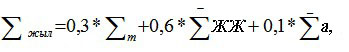 ∑ жыл =0,3* ∑ т +0,6* ∑̄ ЖЖ + 0,1* ∑̄ а,